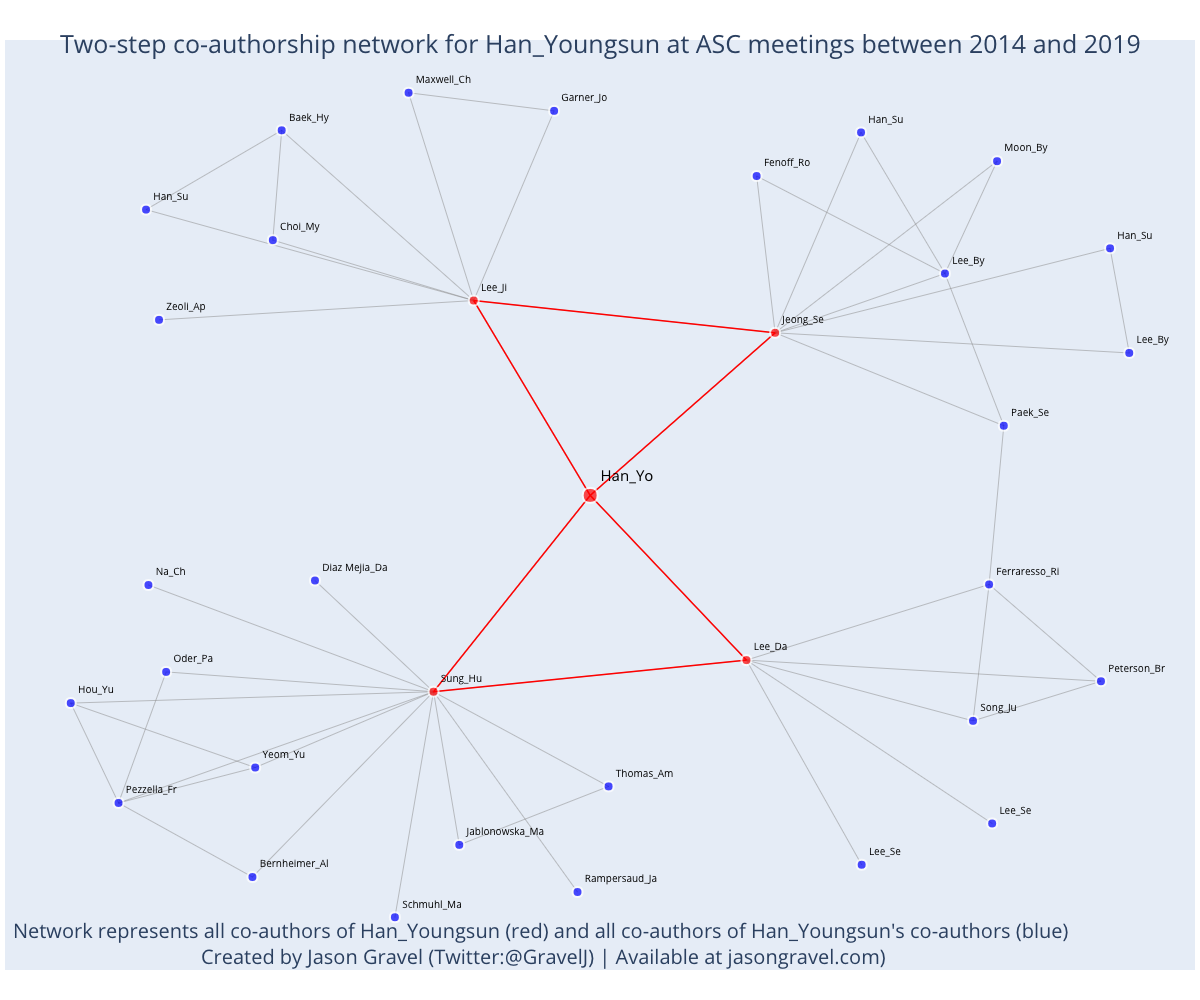 Two-step co-authorship network for Han_Youngsun at ASC meetings between 2014 and 2019
Maxwell_Ch
Garner_Jo
Baek_Hy
Han_Su
Moon_By
Fenoff_Ro
Han_Su
Choi_My
Han_Su
Lee_By
Lee_Ji
Zeoli_Ap
Jeong_Se
Lee_By
Paek_Se
Han_Yo
Na_Ch
Diaz Mejia_Da
Ferraresso_Ri
Lee_Da
Oder_Pa
Sung_Hu
Peterson_Br
Hou_Yu
Song_Ju
Yeom_Yu
Thomas_Am
Pezzella_Fr
Lee_Se
Jablonowska_Ma
Lee_Se
Bernheimer_Al
Rampersaud_Ja
Schmuhl_Ma
Network represents all co-authors of Han_Youngsun (red) and all co-authors of Han_Youngsun's co-authors (blue)
Created by Jason Gravel (Twitter:@GravelJ) | Available at jasongravel.com)